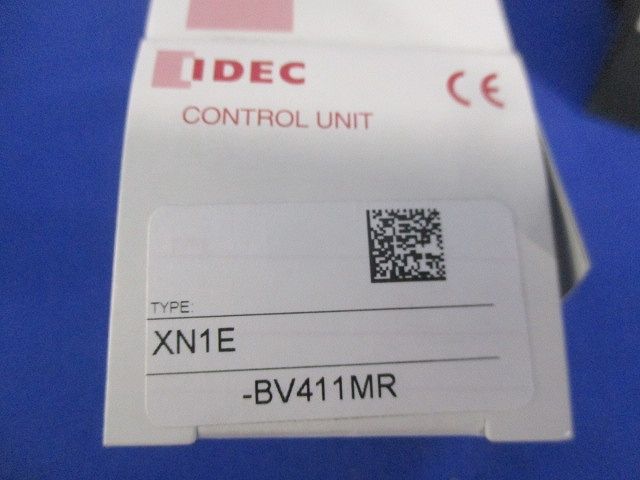 IDEC
CE
CONTROL UNIT
TYPE:
XN1E
-BV411MR